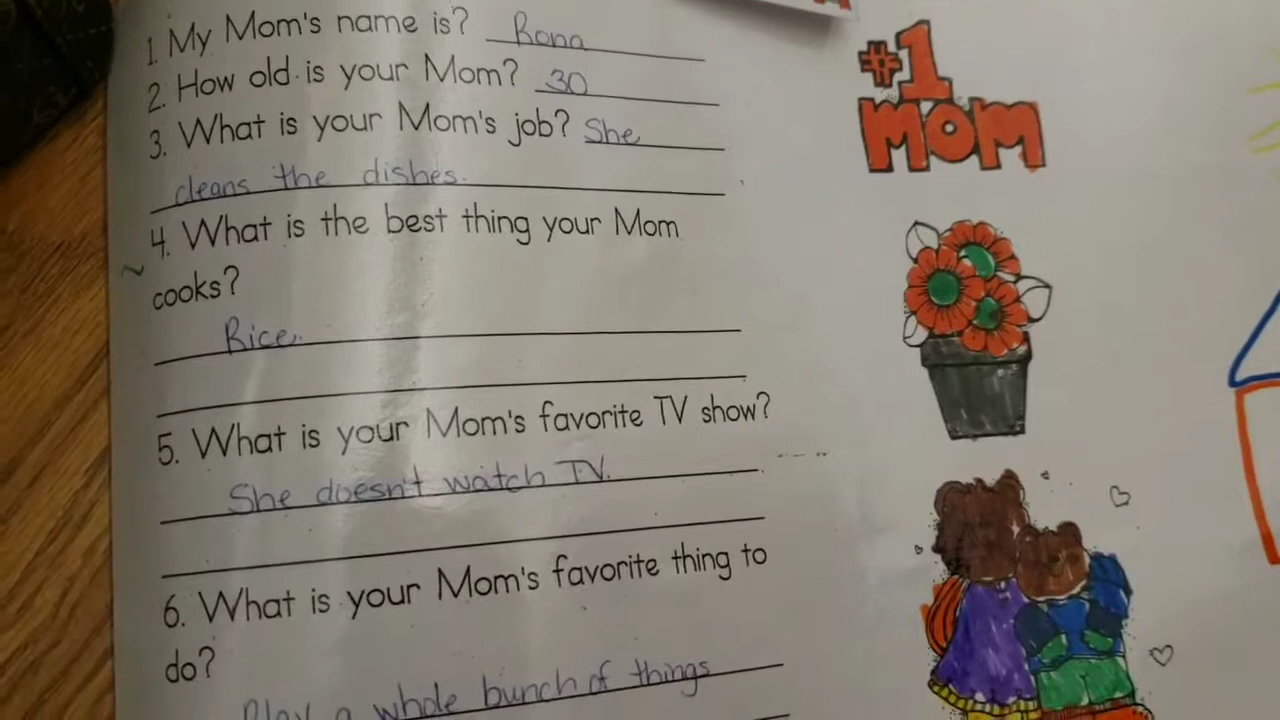 1. My Mom's name is? Rona
2. How old is your Mom? 30
3. What is your Mom's job? She
cleans the dishes.
4. What is the best thing your Mom
cooks?
Rice.
5. What is your Mom's favorite TV show?
She doesn't watch TV.
6. What is your Mom's favorite thing to
do?
Play a whole bunch of things
#1
MOM